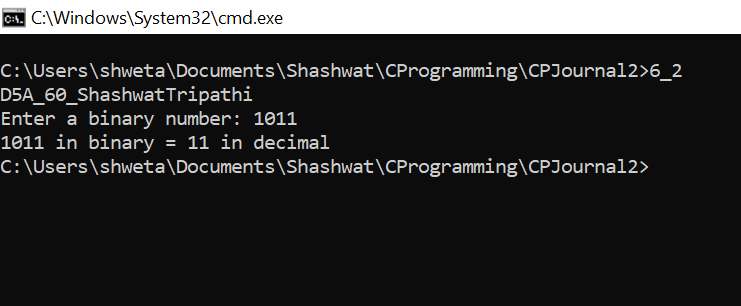 C:\Windows\System32\cmd.exe
C:\Users\shweta\Documents\Shashwat\CProgramming\CPJournal2>6_2
D5A_60_ShashwatTripathi
Enter a binary number: 1011
1011 in binary = 11 in decimal
C:\Users\shweta\Documents\Shashwat\CProgramming\CPJournal2>